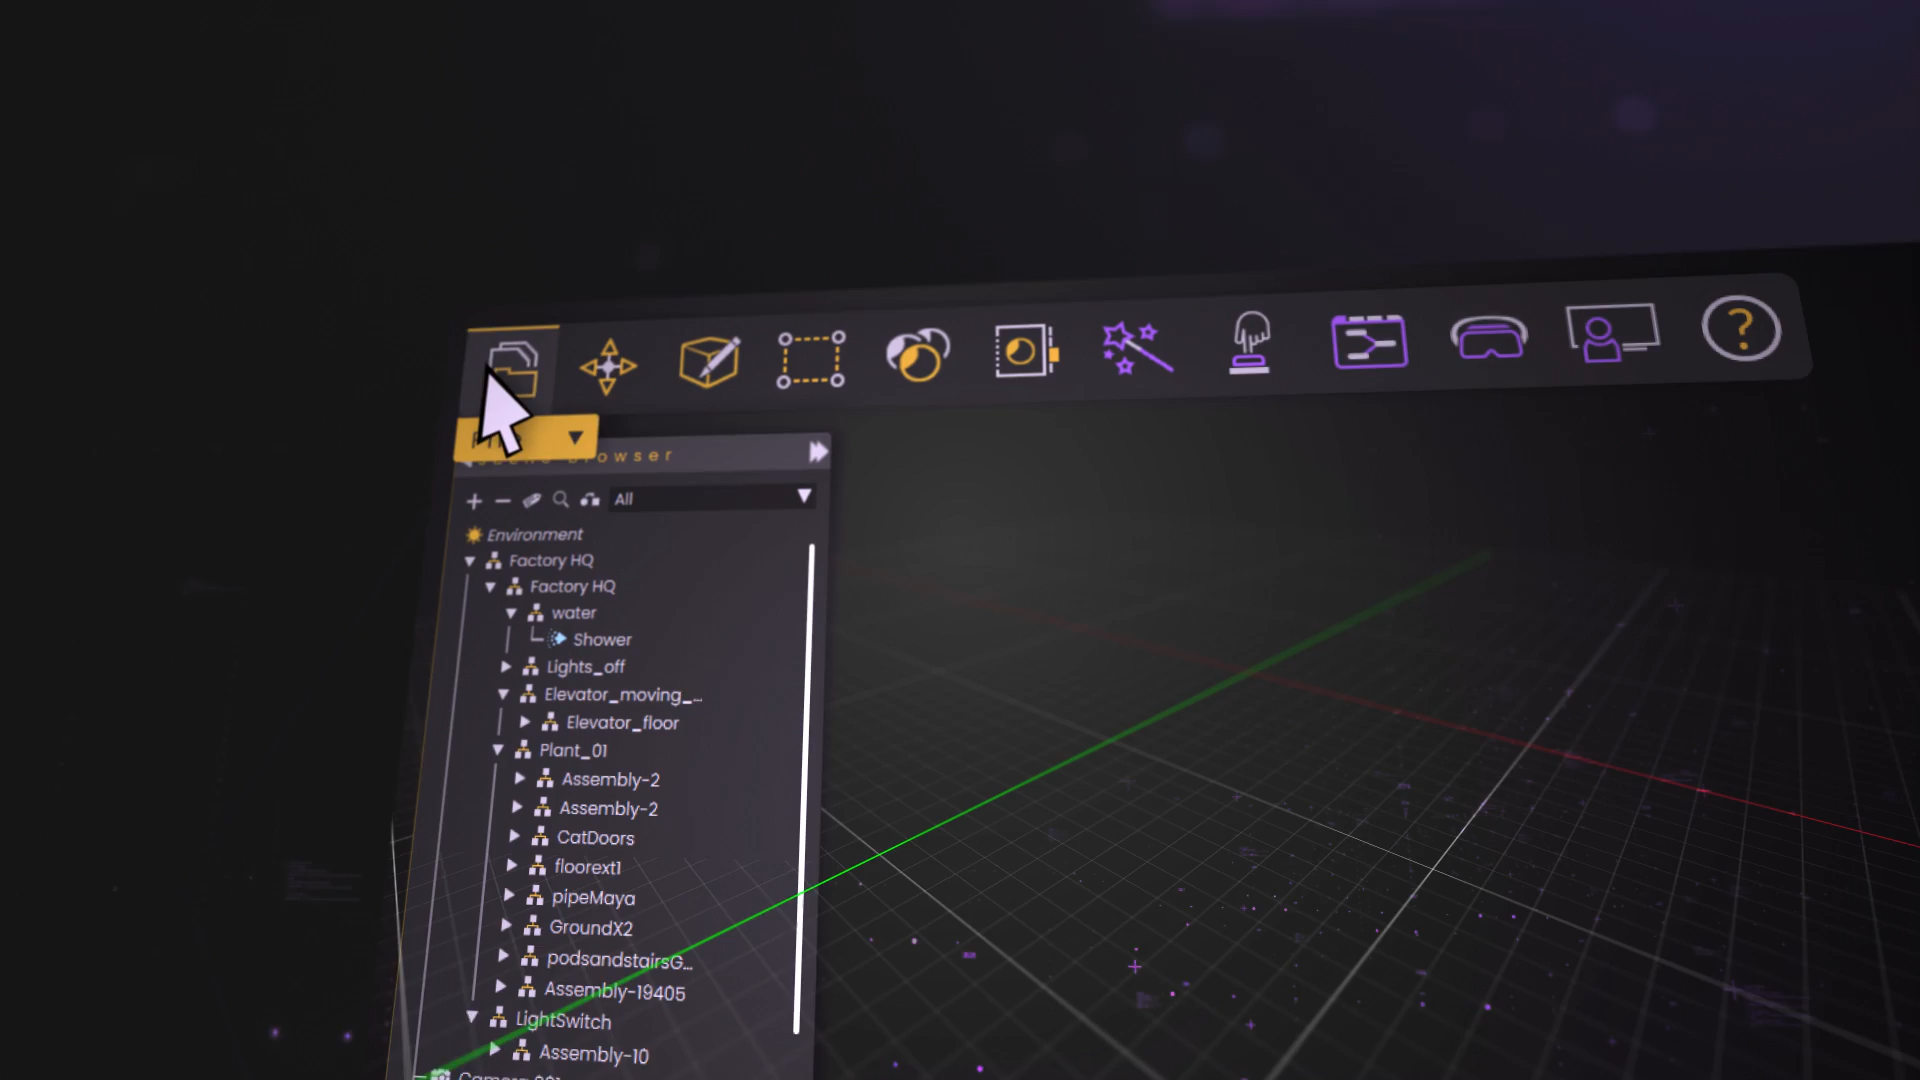 ?
browser
All
Environment
Factory HQ
Factory HQ
water
Shower
Lights_off
Elevator_moving_...
Elevator_floor
Plant_01
Assembly-2
Assembly-2
CatDoors
floorext1
pipeMaya
GroundX2
podsandstairsG...
Assembly-19405
LightSwitch
Assembly-10